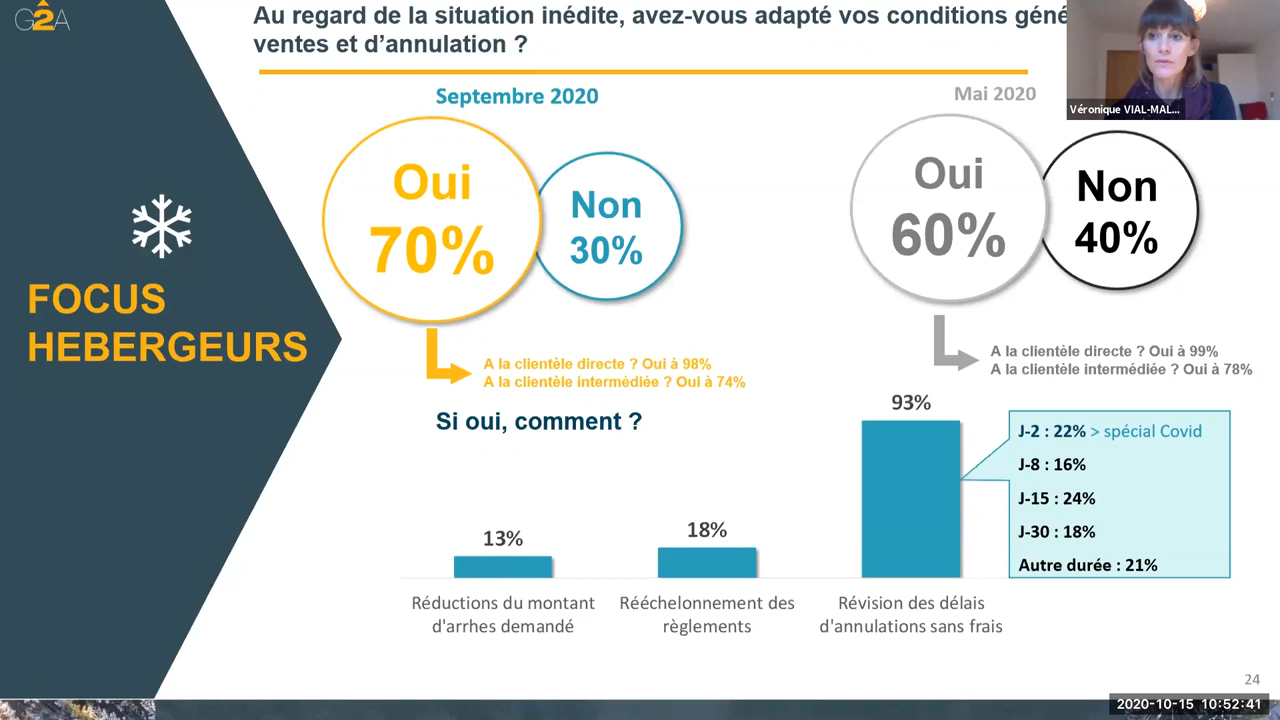 G2A
Au regard de la situation inédite, avez-vous adapté vos conditions géné
ventes et d'annulation ?
Septembre 2020
Mai 2020
Véronique VIAL-MAL...
Oui
70%
Non
30%
Oui
60%
Non
40%
FOCUS
HEBERGEURS
A la clientèle directe ? Oui à 98%
A la clientèle intermédiée ? Oui à 74%
A la clientèle directe ? Oui à 99%
A la clientèle intermédiée ? Oui à 78%
Si oui, comment ?
13%
18%
93%
J-2 : 22% > spécial Covid
J-8 : 16%
J-15 : 24%
J-30 : 18%
Autre durée : 21%
Réductions du montant
d'arrhes demandé
Rééchelonnement des
règlements
Révision des délais
d'annulations sans frais
24
2020-10-15 10:52:41